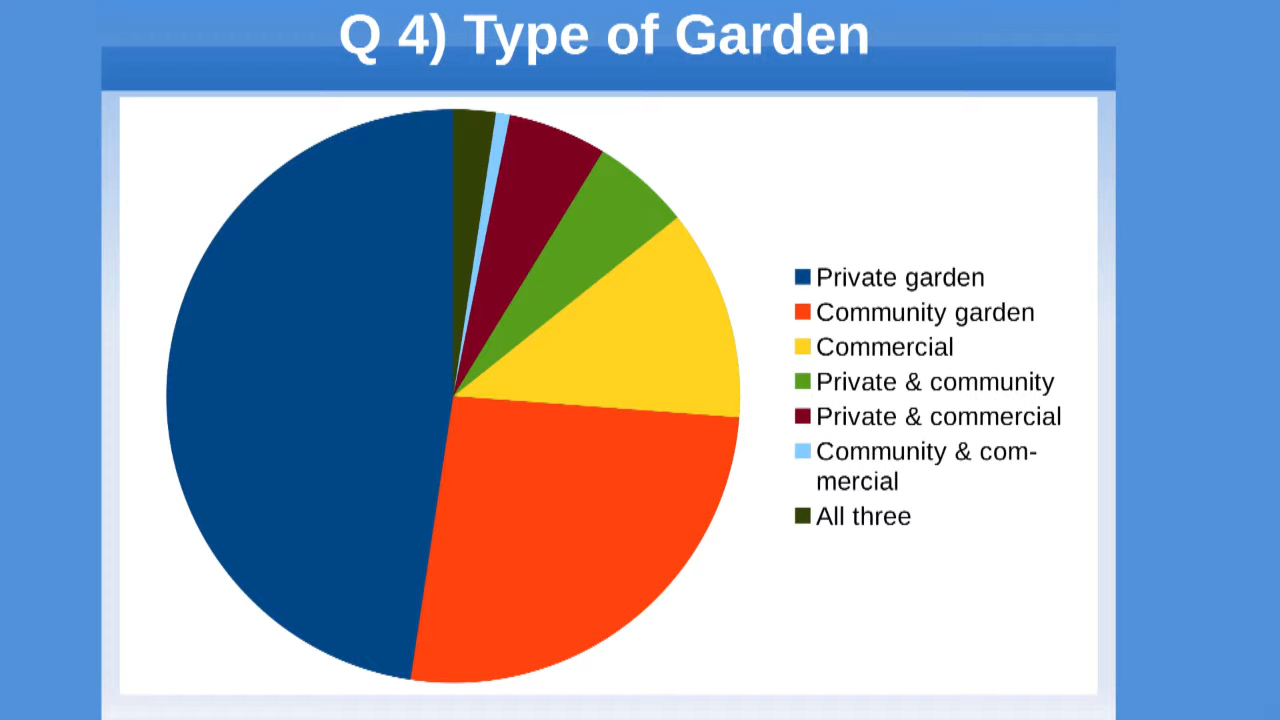 Q 4) Type of Garden
Private garden
Community garden
Commercial
Private & community
Private & commercial
Community & com-
mercial
All three